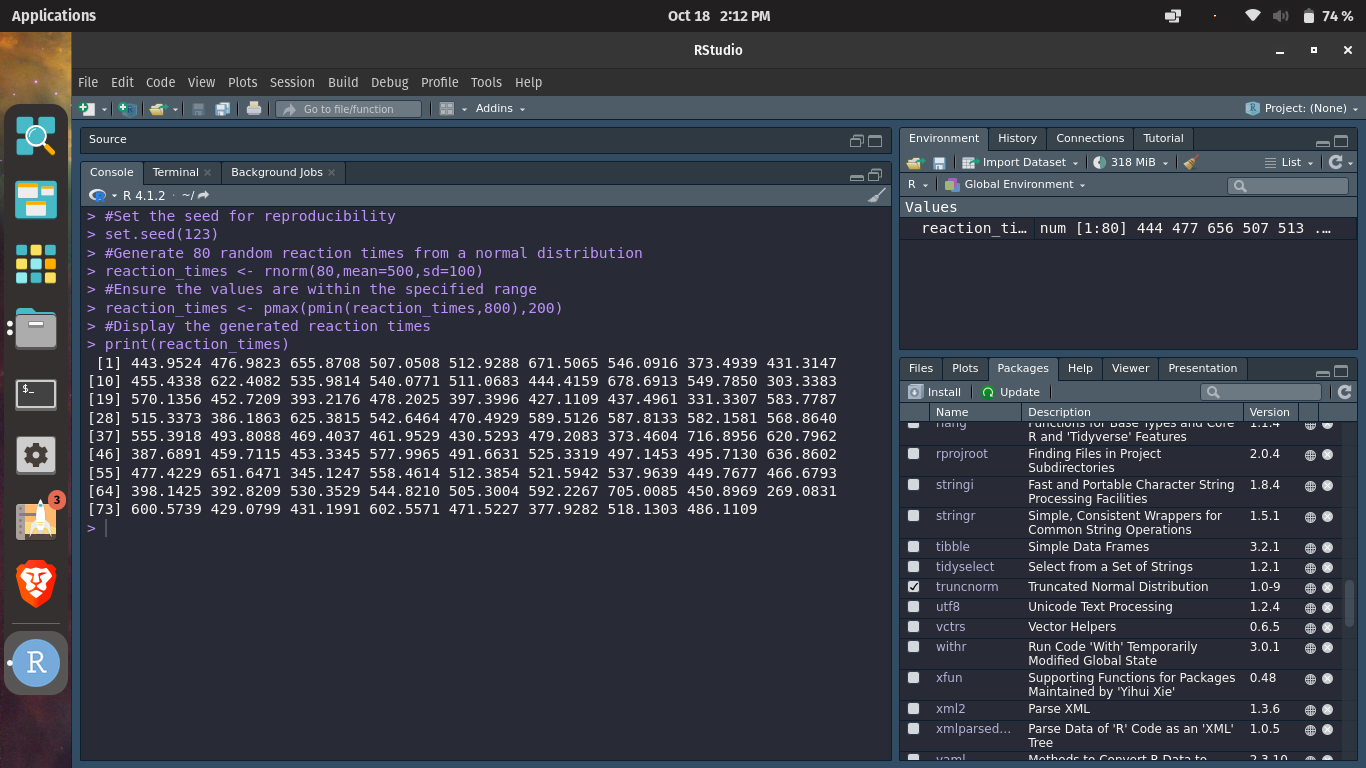 Applications
Oct 18 2:12 PM
74 %
RStudio
File Edit Code View Plots Session Build Debug Profile Tools Help
Go to file/function
Addins
Project: (None)
Source
Console Terminal Background Jobs
R 4.1.2 · ~/
> #Set the seed for reproducibility
> set.seed(123)
> #Generate 80 random reaction times from a normal distribution
> reaction_times <- rnorm(80,mean=500,sd=100)
> #Ensure the values are within the specified range
> reaction_times <- pmax(pmin(reaction_times,800),200)
> #Display the generated reaction times
> print(reaction_times)
[1] 443.9524 476.9823 655.8708 507.0508 512.9288 671.5065 546.0916 373.4939 431.3147
[10] 455.4338 622.4082 535.9814 540.0771 511.0683 444.4159 678.6913 549.7850 303.3383
[19] 570.1356 452.7209 393.2176 478.2025 397.3996 427.1109 437.4961 331.3307 583.7787
[28] 515.3373 386.1863 625.3815 542.6464 470.4929 589.5126 587.8133 582.1581 568.8640
[37] 555.3918 493.8088 469.4037 461.9529 430.5293 479.2083 373.4604 716.8956 620.7962
[46] 387.6891 459.7115 453.3345 577.9965 491.6631 525.3319 497.1453 495.7130 636.8602
[55] 477.4229 651.6471 345.1247 558.4614 512.3854 521.5942 537.9639 449.7677 466.6793
[64] 398.1425 392.8209 530.3529 544.8210 505.3004 592.2267 705.0085 450.8969 269.0831
[73] 600.5739 429.0799 431.1991 602.5571 471.5227 377.9282 518.1303 486.1109
>
Environment History Connections Tutorial
Import Dataset 318 MiB List
R Global Environment
Values
reaction_ti… num [1:80] 444 477 656 507 513 ...
Files Plots Packages Help Viewer Presentation
Install Update
Name Description Version
rlang Functions for Base Types and Core 1.1.4
R and 'Tidyverse' Features
rprojroot Finding Files in Project 2.0.4
Subdirectories
stringi Fast and Portable Character String 1.8.4
Processing Facilities
stringr Simple, Consistent Wrappers for 1.5.1
Common String Operations
tibble Simple Data Frames 3.2.1
tidyselect Select from a Set of Strings 1.2.1
truncnorm Truncated Normal Distribution 1.0-9
utf8 Unicode Text Processing 1.2.4
vctrs Vector Helpers 0.6.5
withr Run Code 'With' Temporarily 3.0.1
Modified Global State
xfun Supporting Functions for Packages 0.48
Maintained by 'Yihui Xie'
xml2 Parse XML 1.3.6
xmlparsed… Parse Data of 'R' Code as an 'XML' 1.0.5
Tree
yaml Methods to Convert R Data to 2.3.10
$_
3
R